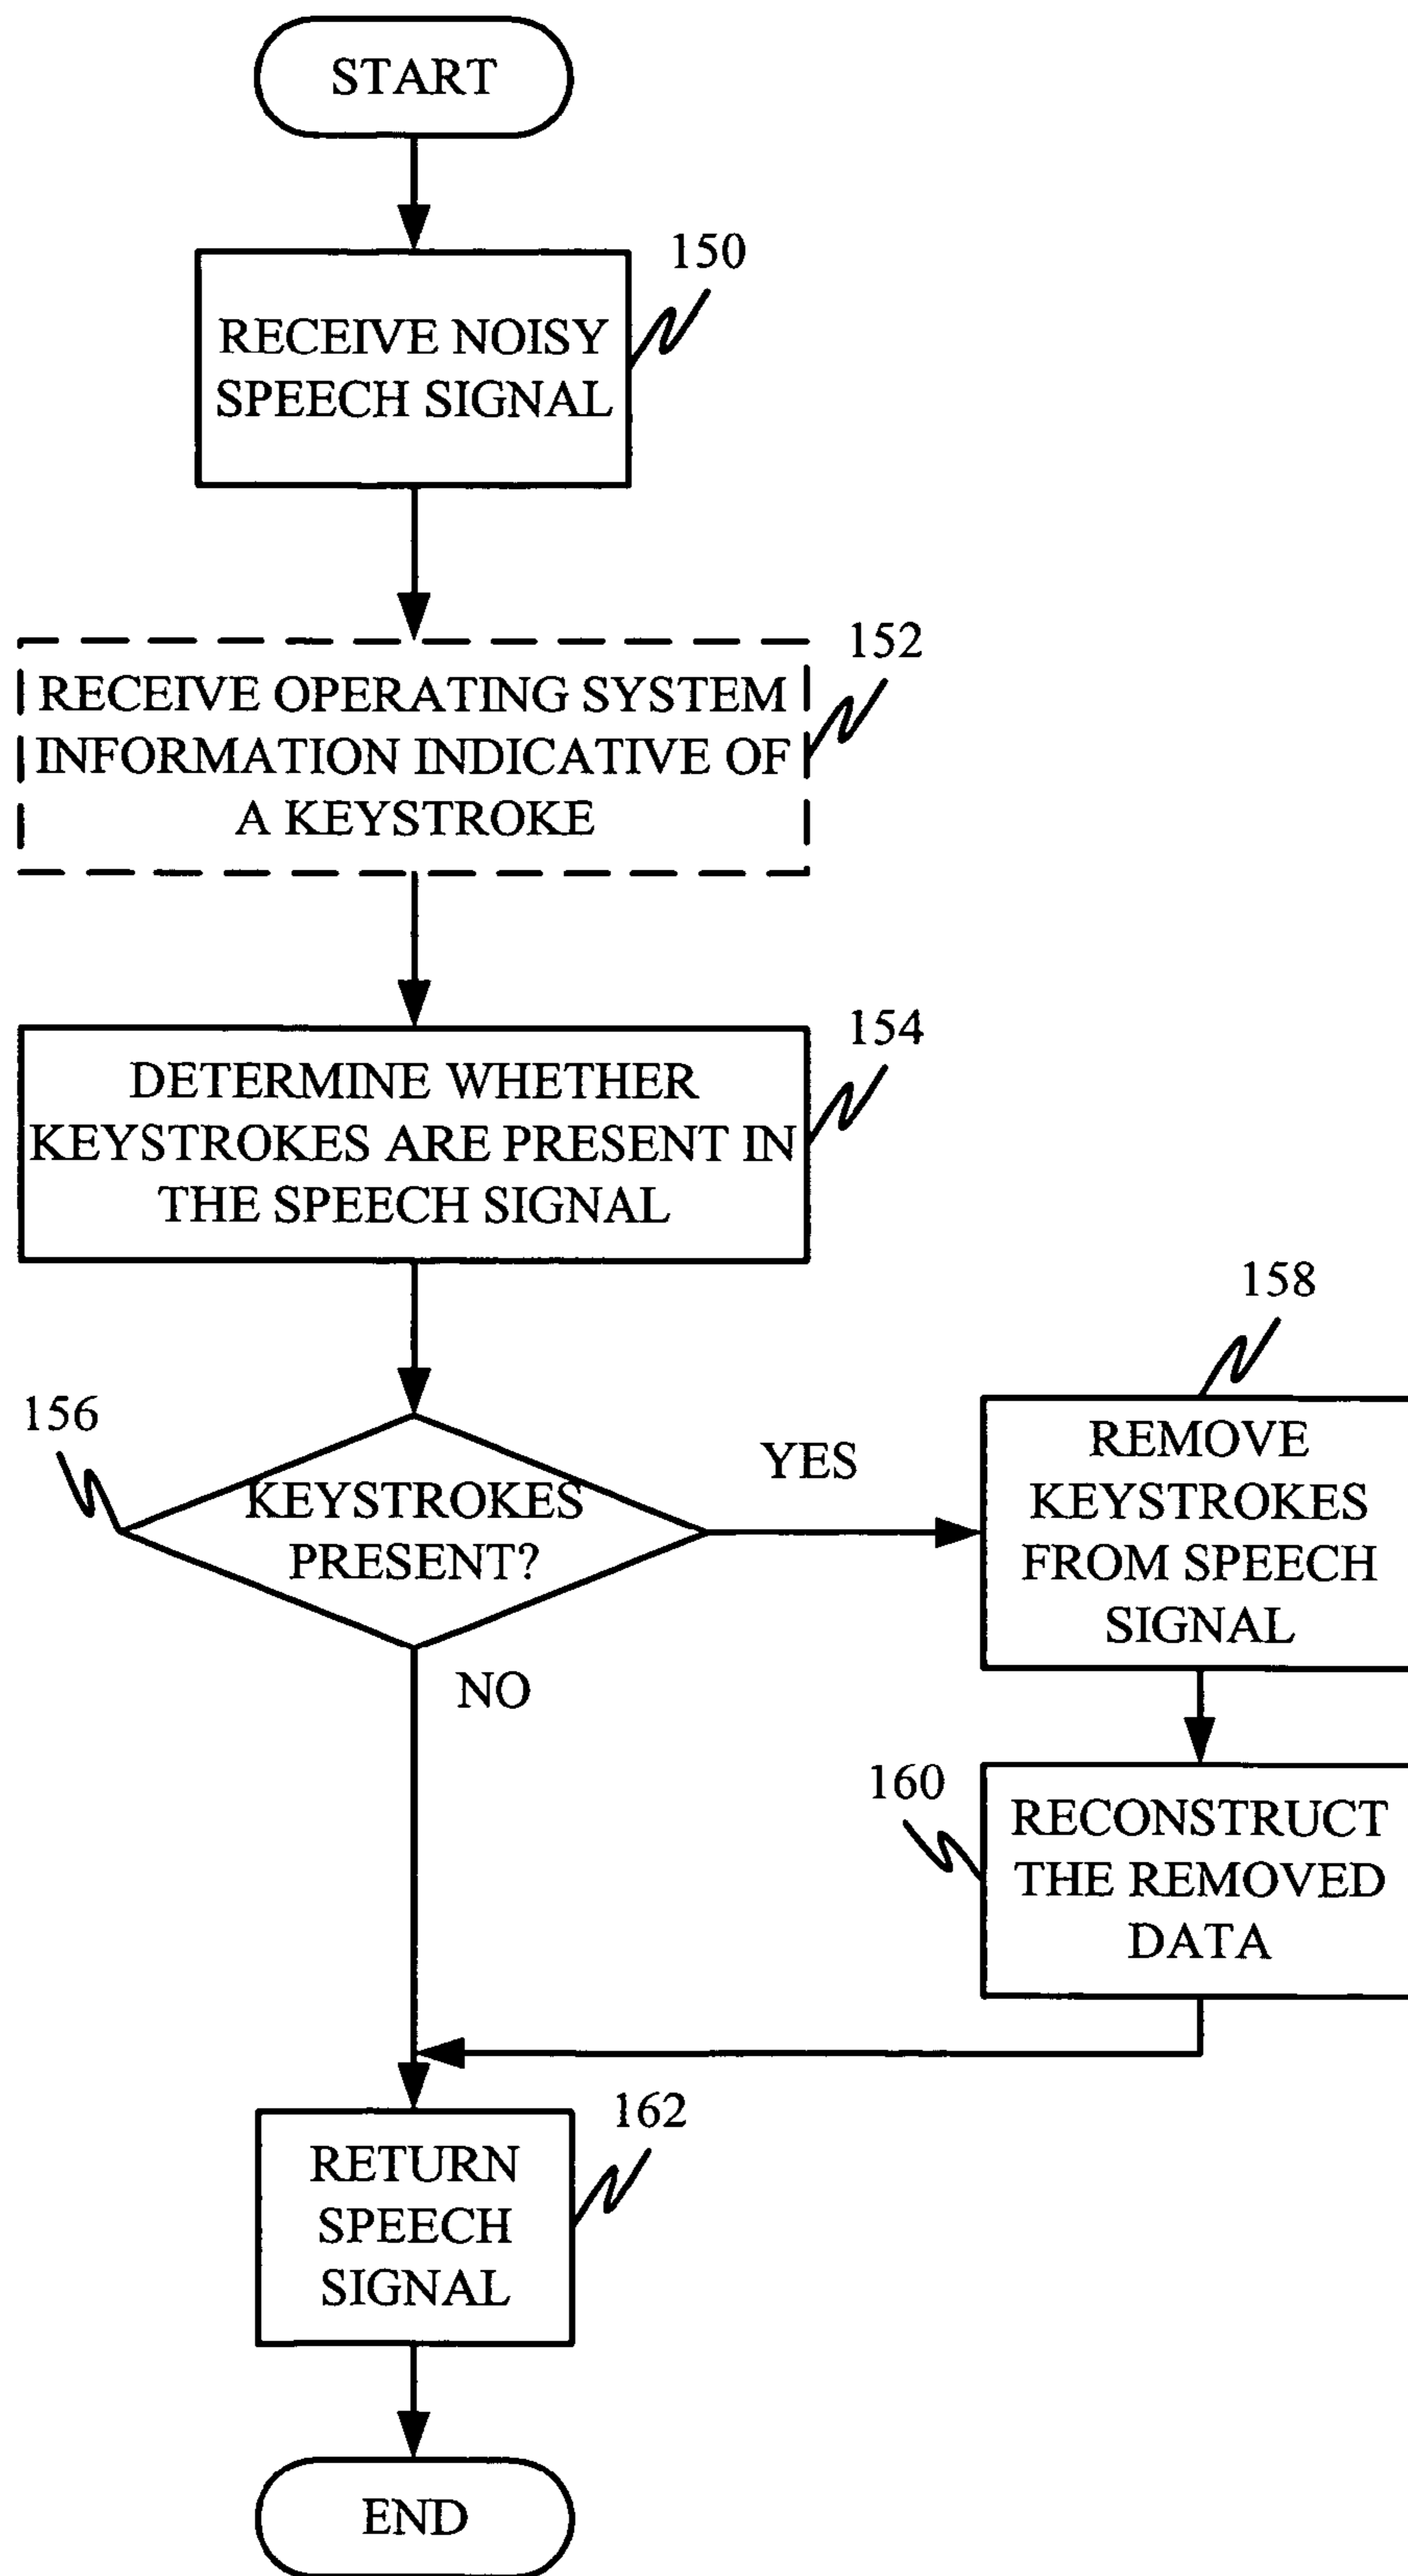 START
150
RECEIVE NOISY
SPEECH SIGNAL
152
RECEIVE OPERATING SYSTEM
INFORMATION INDICATIVE OF
A KEYSTROKE
154
DETERMINE WHETHER
KEYSTROKES ARE PRESENT IN
THE SPEECH SIGNAL
156
KEYSTROKES
PRESENT?
YES
NO
158
REMOVE
KEYSTROKES
FROM SPEECH
SIGNAL
160
RECONSTRUCT
THE REMOVED
DATA
162
RETURN
SPEECH
SIGNAL
END